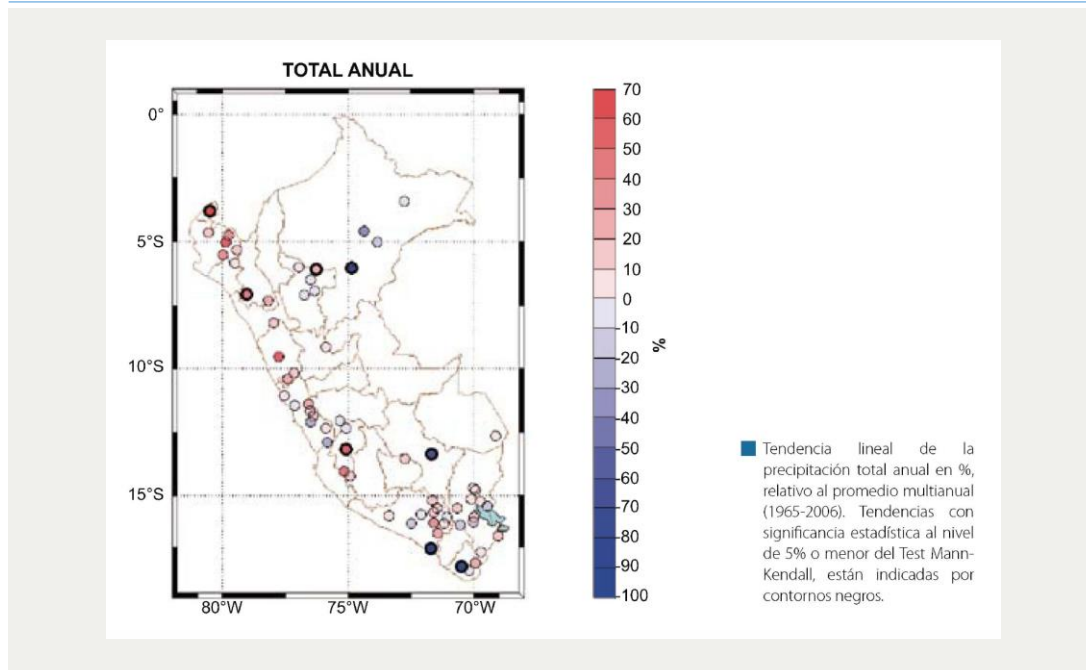 TOTAL ANUAL
0°
5°S
10°S
15°S
80°W
75°W
70°W
70
60
50
40
30
20
10
0
-10
-20
-30
-40
-50
-60
-70
-80
-90
-100
%
Tendencia lineal de la
precipitación total anual en %,
relativo al promedio multianual
(1965-2006). Tendencias con
significancia estadística al nivel
de 5% o menor del Test Mann-
Kendall, están indicadas por
contornos negros.